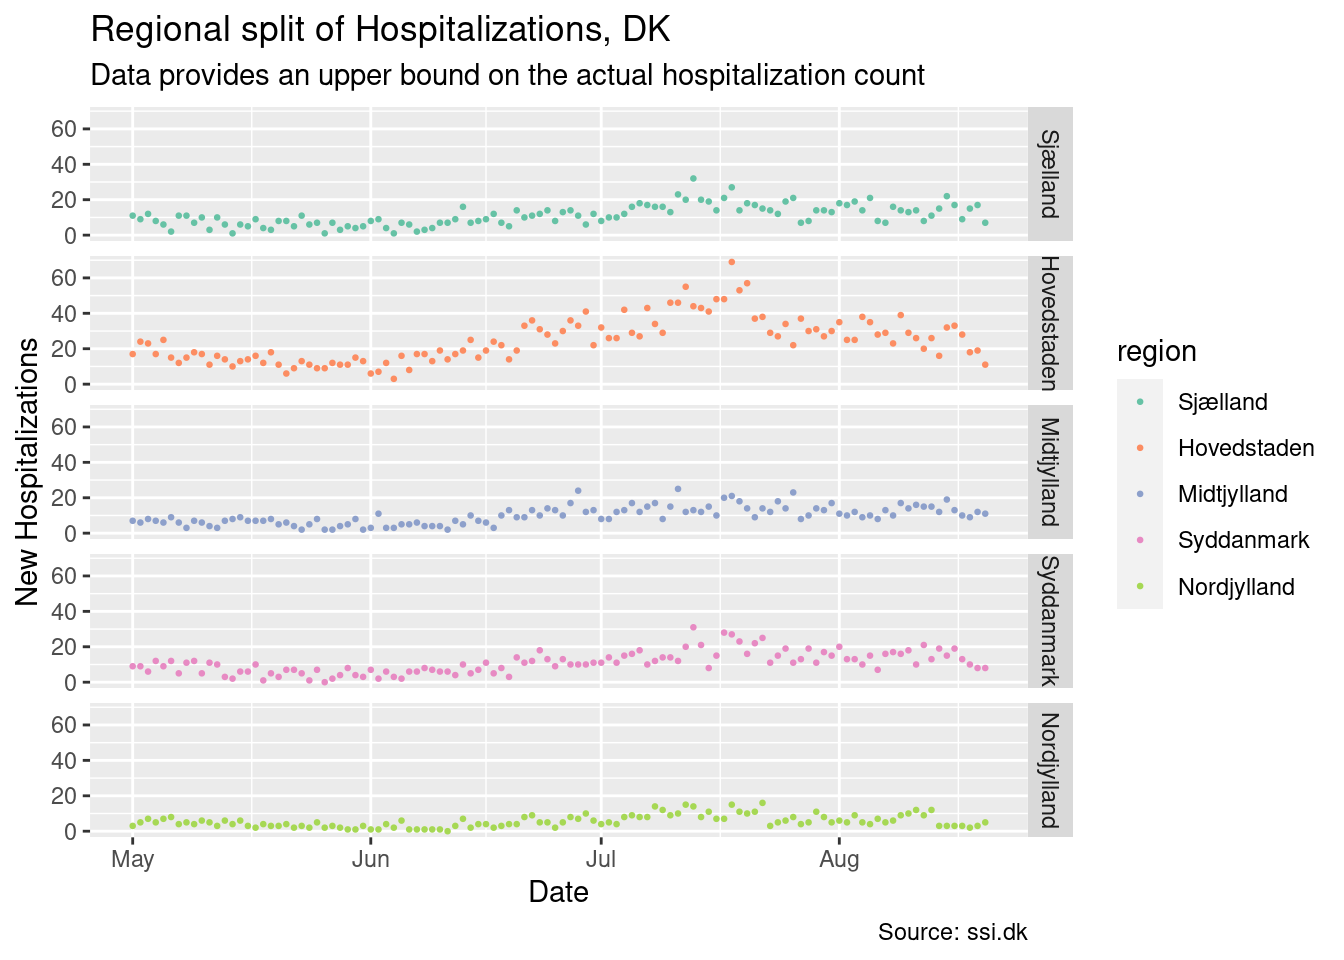 Regional split of Hospitalizations, DK
Data provides an upper bound on the actual hospitalization count
New Hospitalizations
60
40
20
0
Sjælland
60
40
20
0
Hovedstaden
60
40
20
0
Midtjylland
60
40
20
0
Syddanmark
60
40
20
0
Nordjylland
May Jun Jul Aug
Date
region
Sjælland
Hovedstaden
Midtjylland
Syddanmark
Nordjylland
Source: ssi.dk